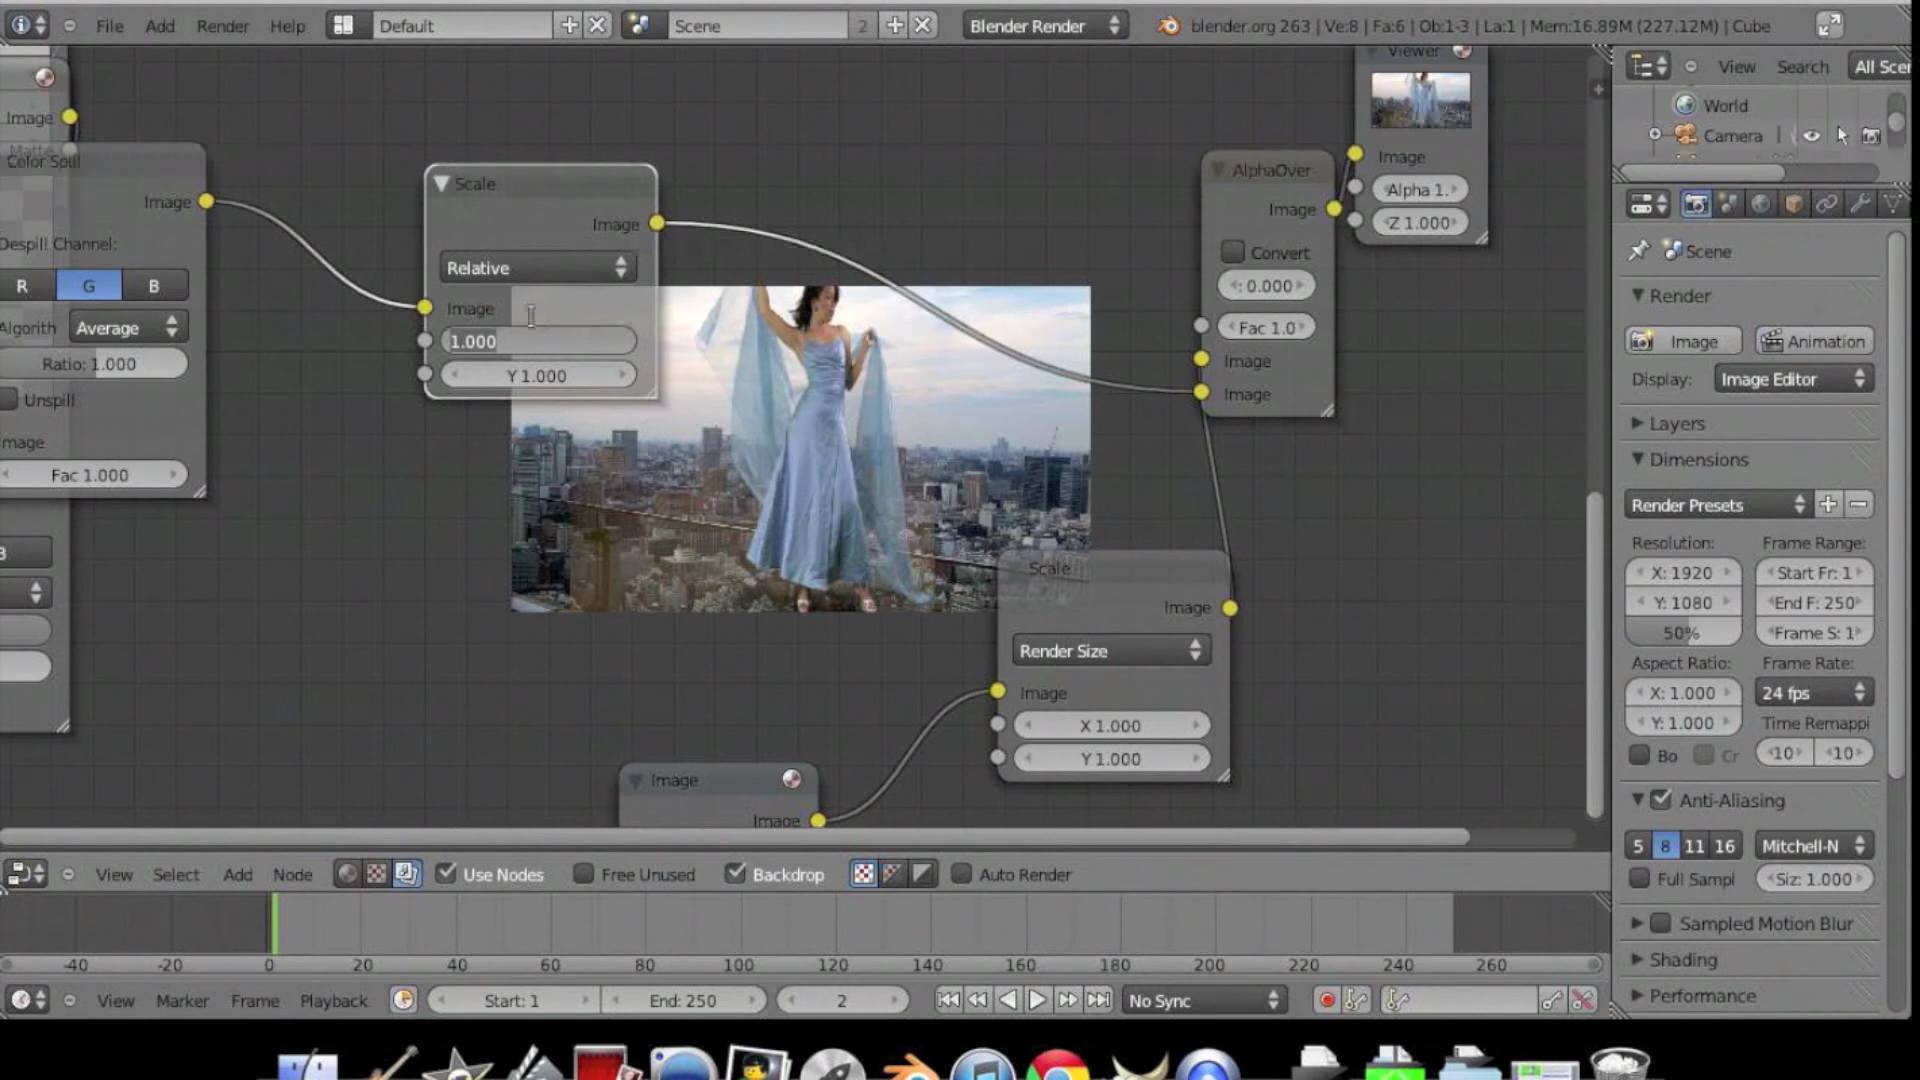 File Add Render Help Default Scene 2 Blender Render blender.org 263 | Ve:8 | Fa:6 | Ob:1-3 | La:1 | Mem:16.89M (227.12M) | Cube
Viewer
Image
Alpha 1.
Z 1.000
View Search All Scer
World
Camera
Image
Matte
Color Spill
Image
Despill Channel:
R G B
Algorith Average
Ratio: 1.000
Unspill
Image
Fac 1.000
Scale
Image
Relative
Image
1.000
Y 1.000
AlphaOver
Image
Convert
: 0.000
Fac 1.0
Image
Image
Scale
Image
Render Size
Image
X 1.000
Y 1.000
Image
Image
Scene
Render
Image Animation
Display: Image Editor
Layers
Dimensions
Render Presets
Resolution: Frame Range:
X: 1920 Start Fr: 1
Y: 1080 End F: 250
50% Frame S: 1
Aspect Ratio: Frame Rate:
X: 1.000 24 fps
Y: 1.000 Time Remappi
Bo Cr 10 10
Anti-Aliasing
5 8 11 16 Mitchell-N
Full Sampl Siz: 1.000
Sampled Motion Blur
Shading
Performance
View Select Add Node Use Nodes Free Unused Backdrop Auto Render
-40 -20 0 20 40 60 80 100 120 140 160 180 200 220 240 260
View Marker Frame Playback Start: 1 End: 250 2 No Sync